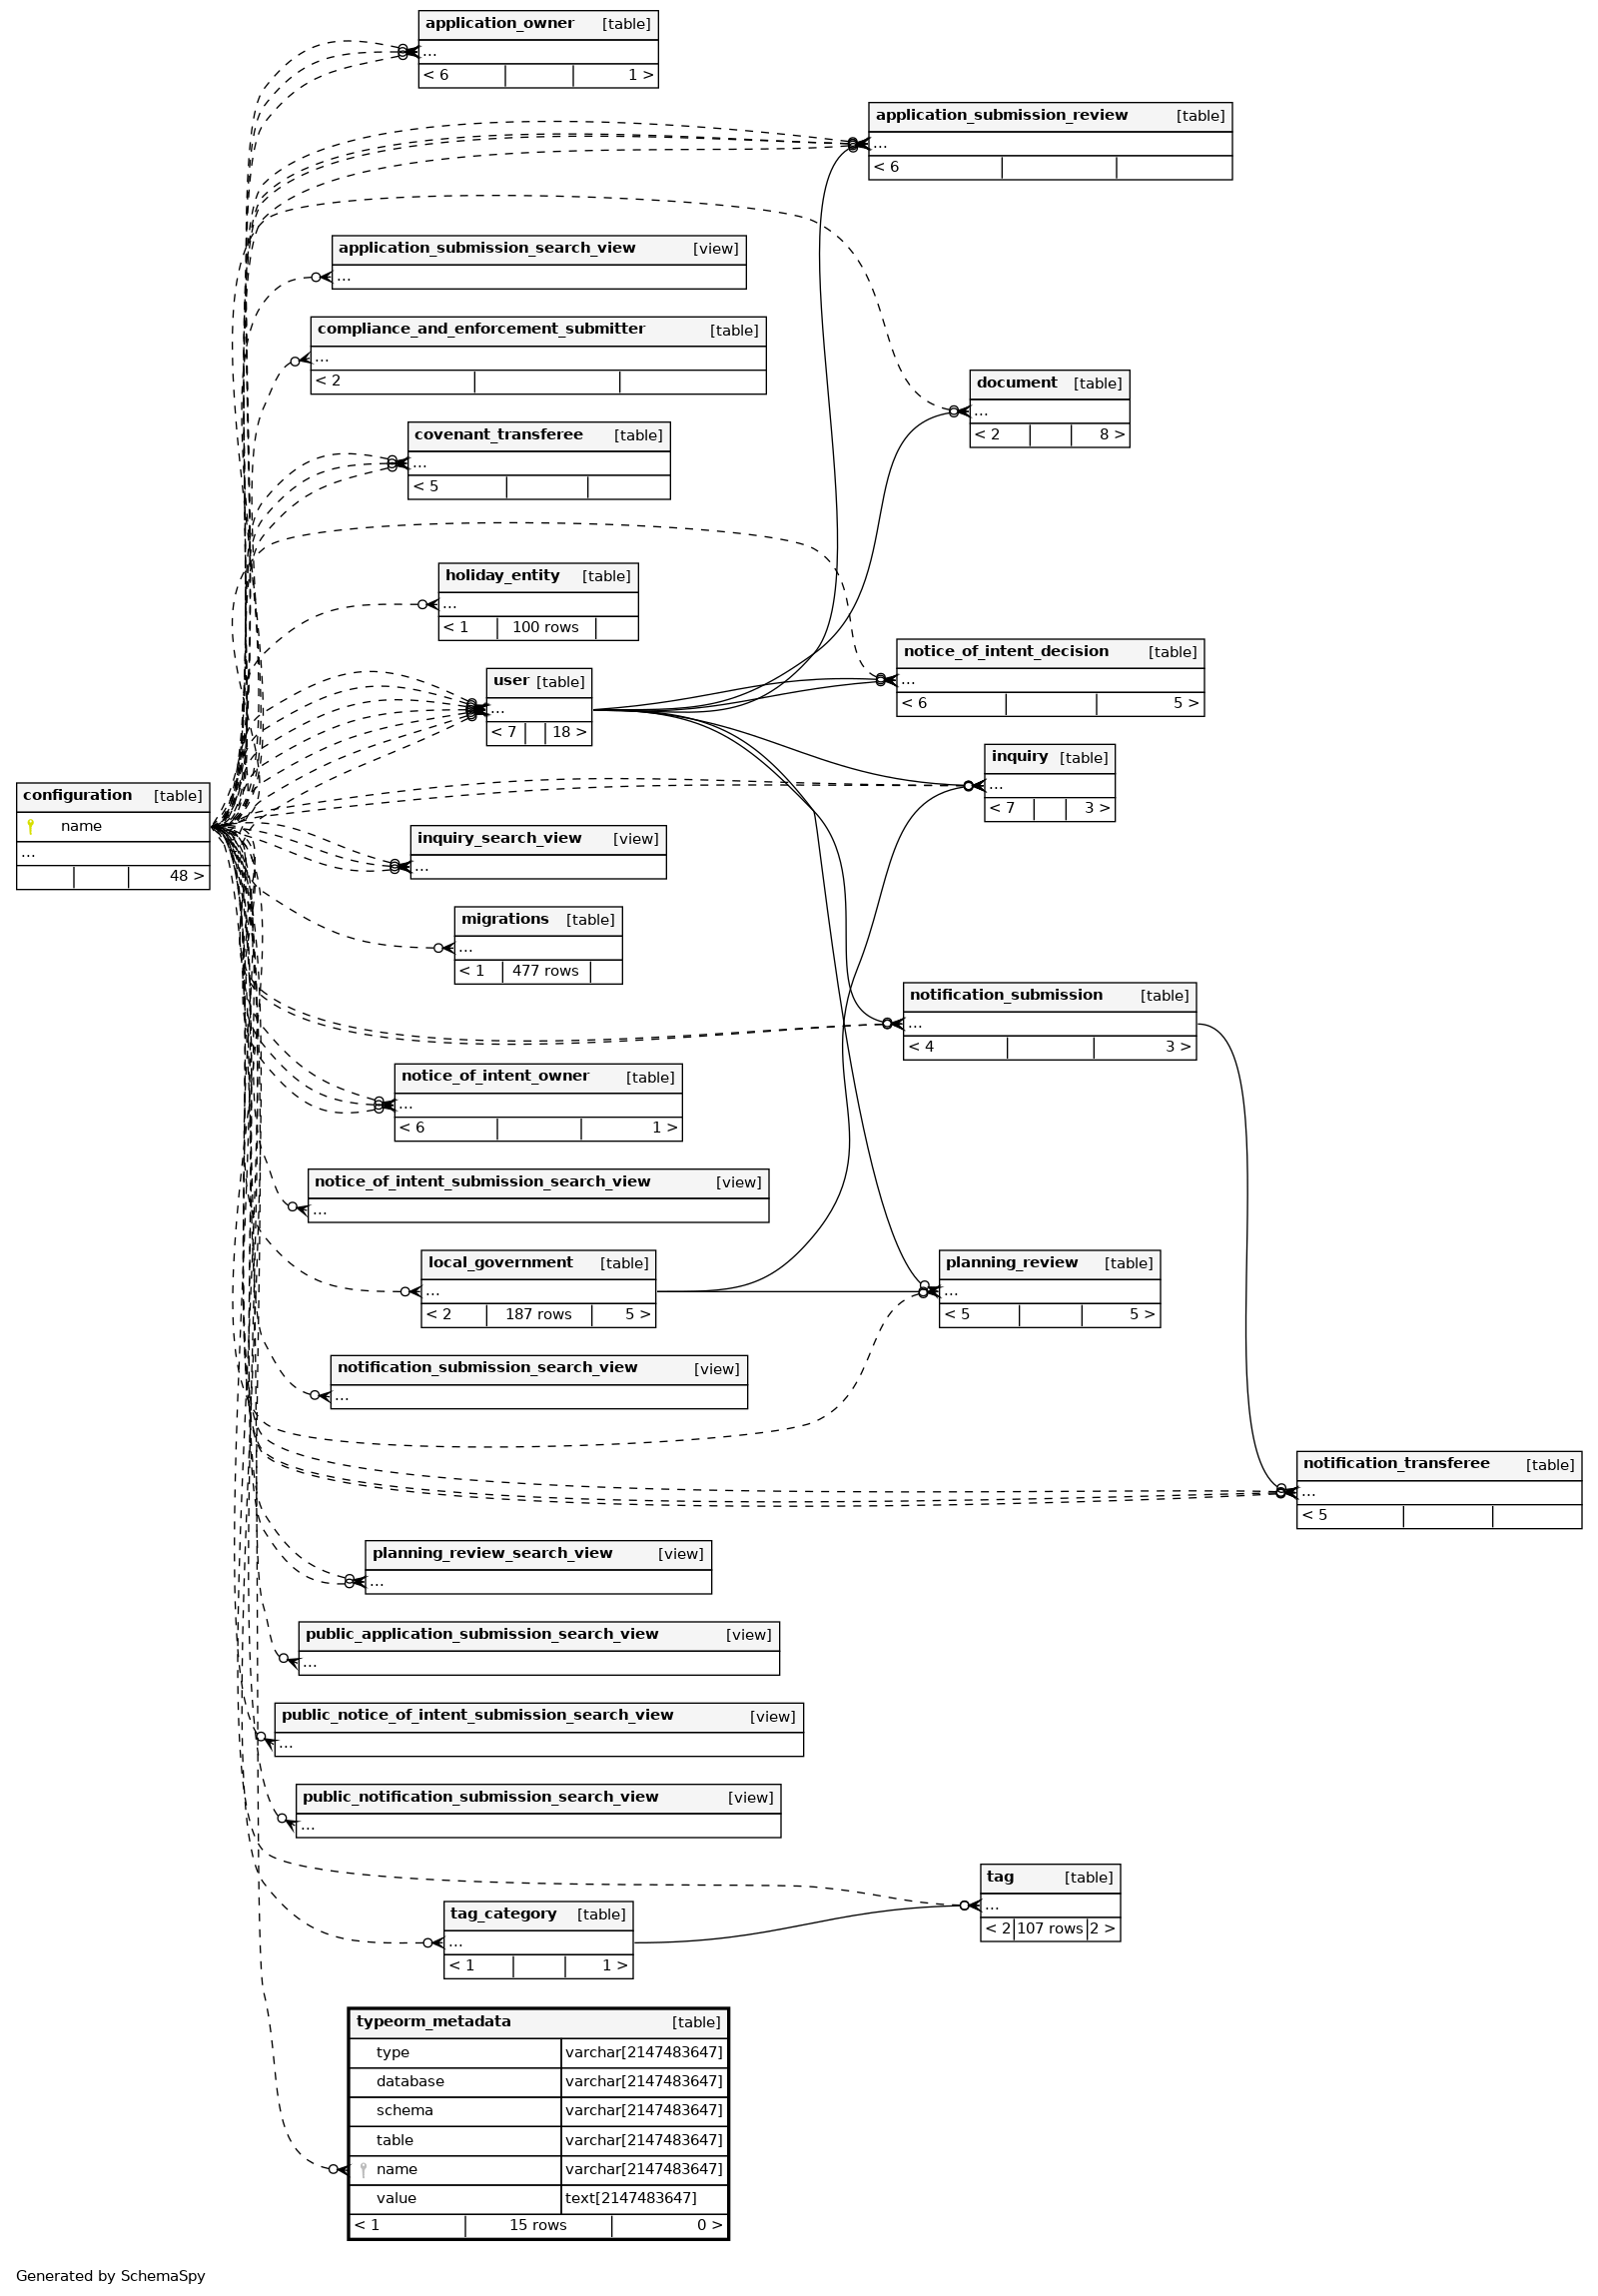 application_owner [table]
...
< 6 1 >
application_submission_review [table]
...
< 6
application_submission_search_view [view]
...
compliance_and_enforcement_submitter [table]
...
< 2
document [table]
...
< 2 8 >
covenant_transferee [table]
...
< 5
holiday_entity [table]
...
< 1 100 rows
notice_of_intent_decision [table]
...
< 6 5 >
user [table]
...
< 7 18 >
inquiry [table]
...
< 7 3 >
configuration [table]
name
...
48 >
inquiry_search_view [view]
...
migrations [table]
...
< 1 477 rows
notification_submission [table]
...
< 4 3 >
notice_of_intent_owner [table]
...
< 6 1 >
notice_of_intent_submission_search_view [view]
...
local_government [table]
...
< 2 187 rows 5 >
planning_review [table]
...
< 5 5 >
notification_submission_search_view [view]
...
notification_transferee [table]
...
< 5
planning_review_search_view [view]
...
public_application_submission_search_view [view]
...
public_notice_of_intent_submission_search_view [view]
...
public_notification_submission_search_view [view]
...
tag [table]
...
< 2 107 rows 2 >
tag_category [table]
...
< 1 1 >
typeorm_metadata [table]
type varchar[2147483647]
database varchar[2147483647]
schema varchar[2147483647]
table varchar[2147483647]
name varchar[2147483647]
value text[2147483647]
< 1 15 rows 0 >
Generated by SchemaSpy